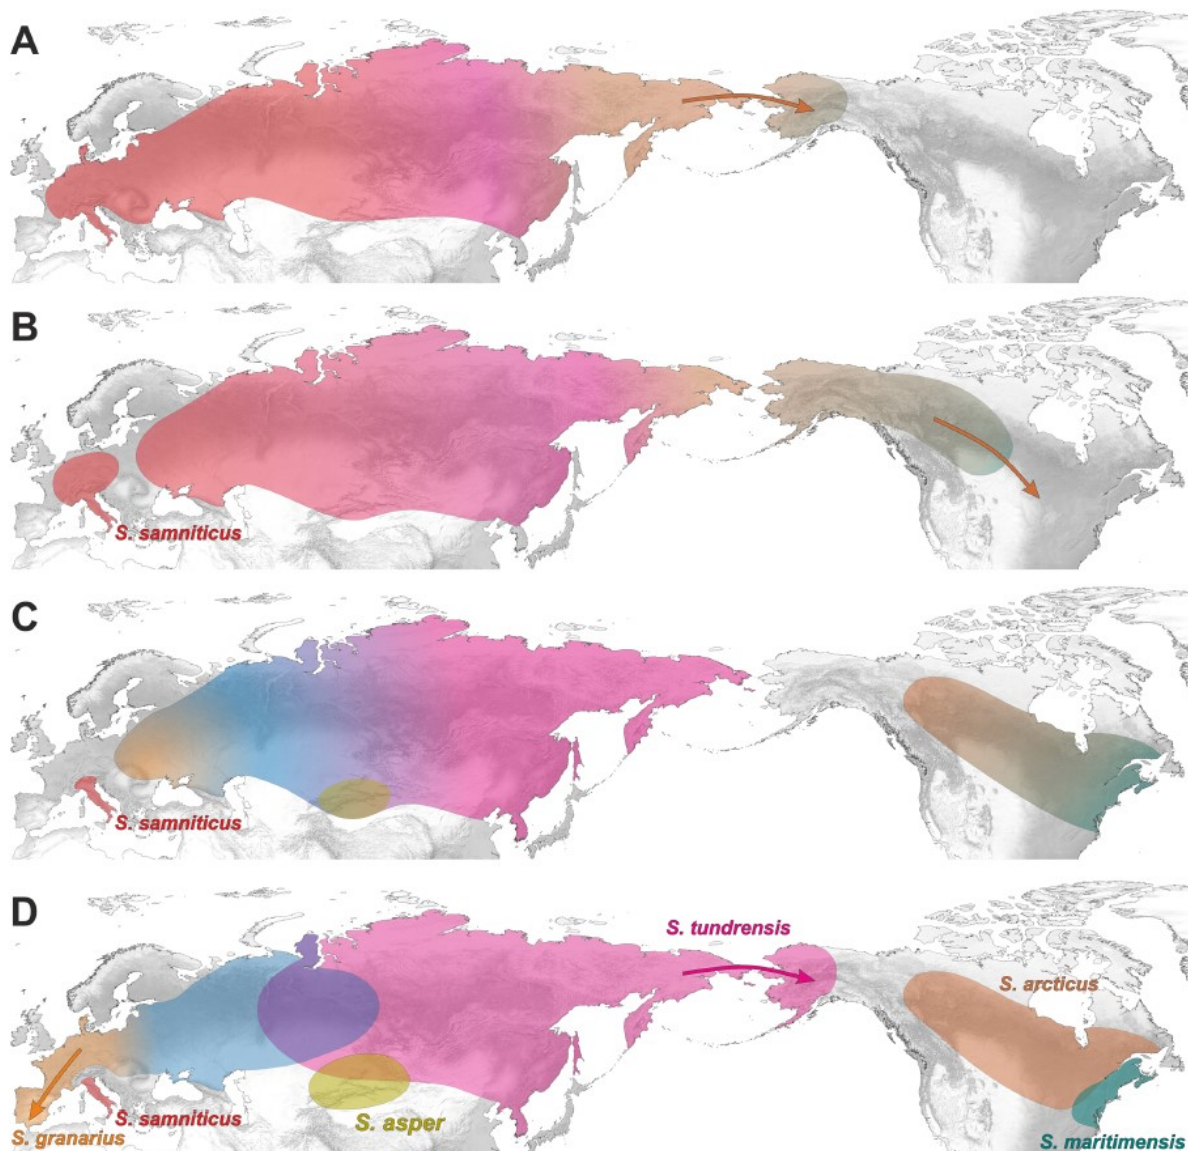 A
B
S. samniticus
C
S. samniticus
D
S. tundrensis
S. arcticus
S. samniticus
S. asper
S. granarius
S. maritimensis